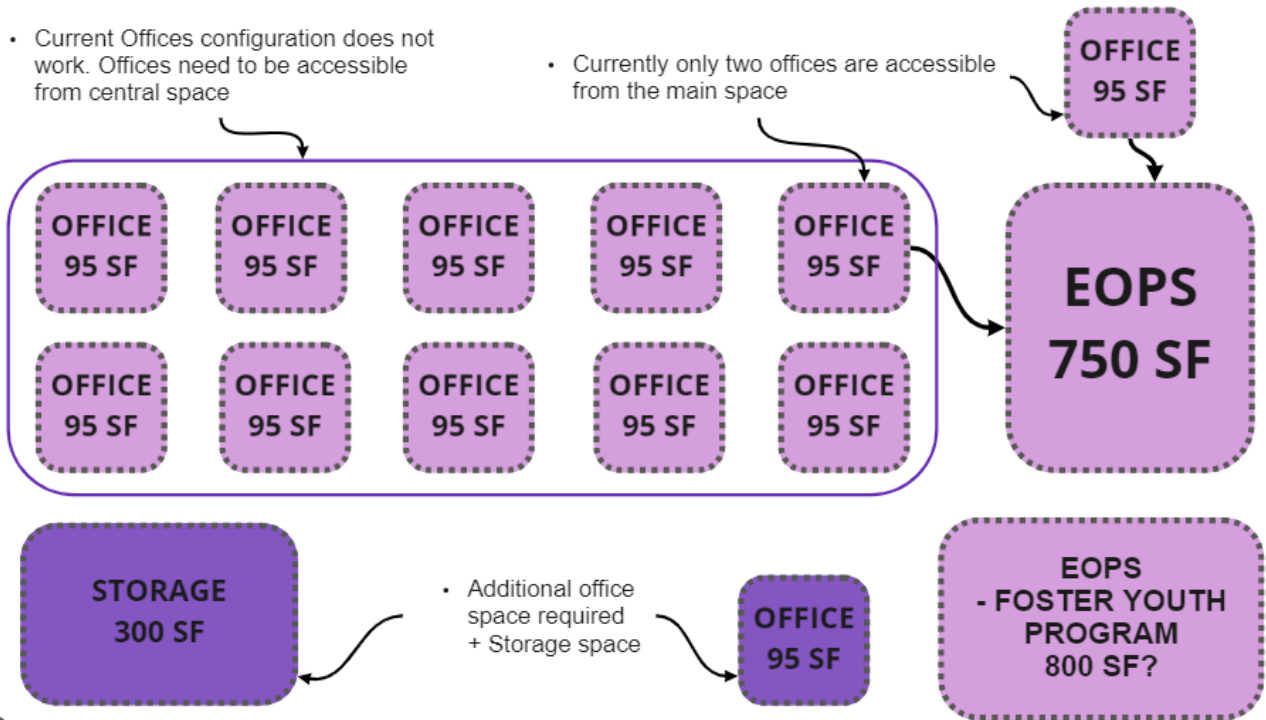 • Current Offices configuration does not
work. Offices need to be accessible
from central space
• Currently only two offices are accessible
from the main space
OFFICE
95 SF
OFFICE
95 SF
OFFICE
95 SF
OFFICE
95 SF
OFFICE
95 SF
OFFICE
95 SF
EOPS
750 SF
OFFICE
95 SF
OFFICE
95 SF
OFFICE
95 SF
OFFICE
95 SF
OFFICE
95 SF
STORAGE
300 SF
• Additional office
space required
+ Storage space
OFFICE
95 SF
EOPS
- FOSTER YOUTH
PROGRAM
800 SF?